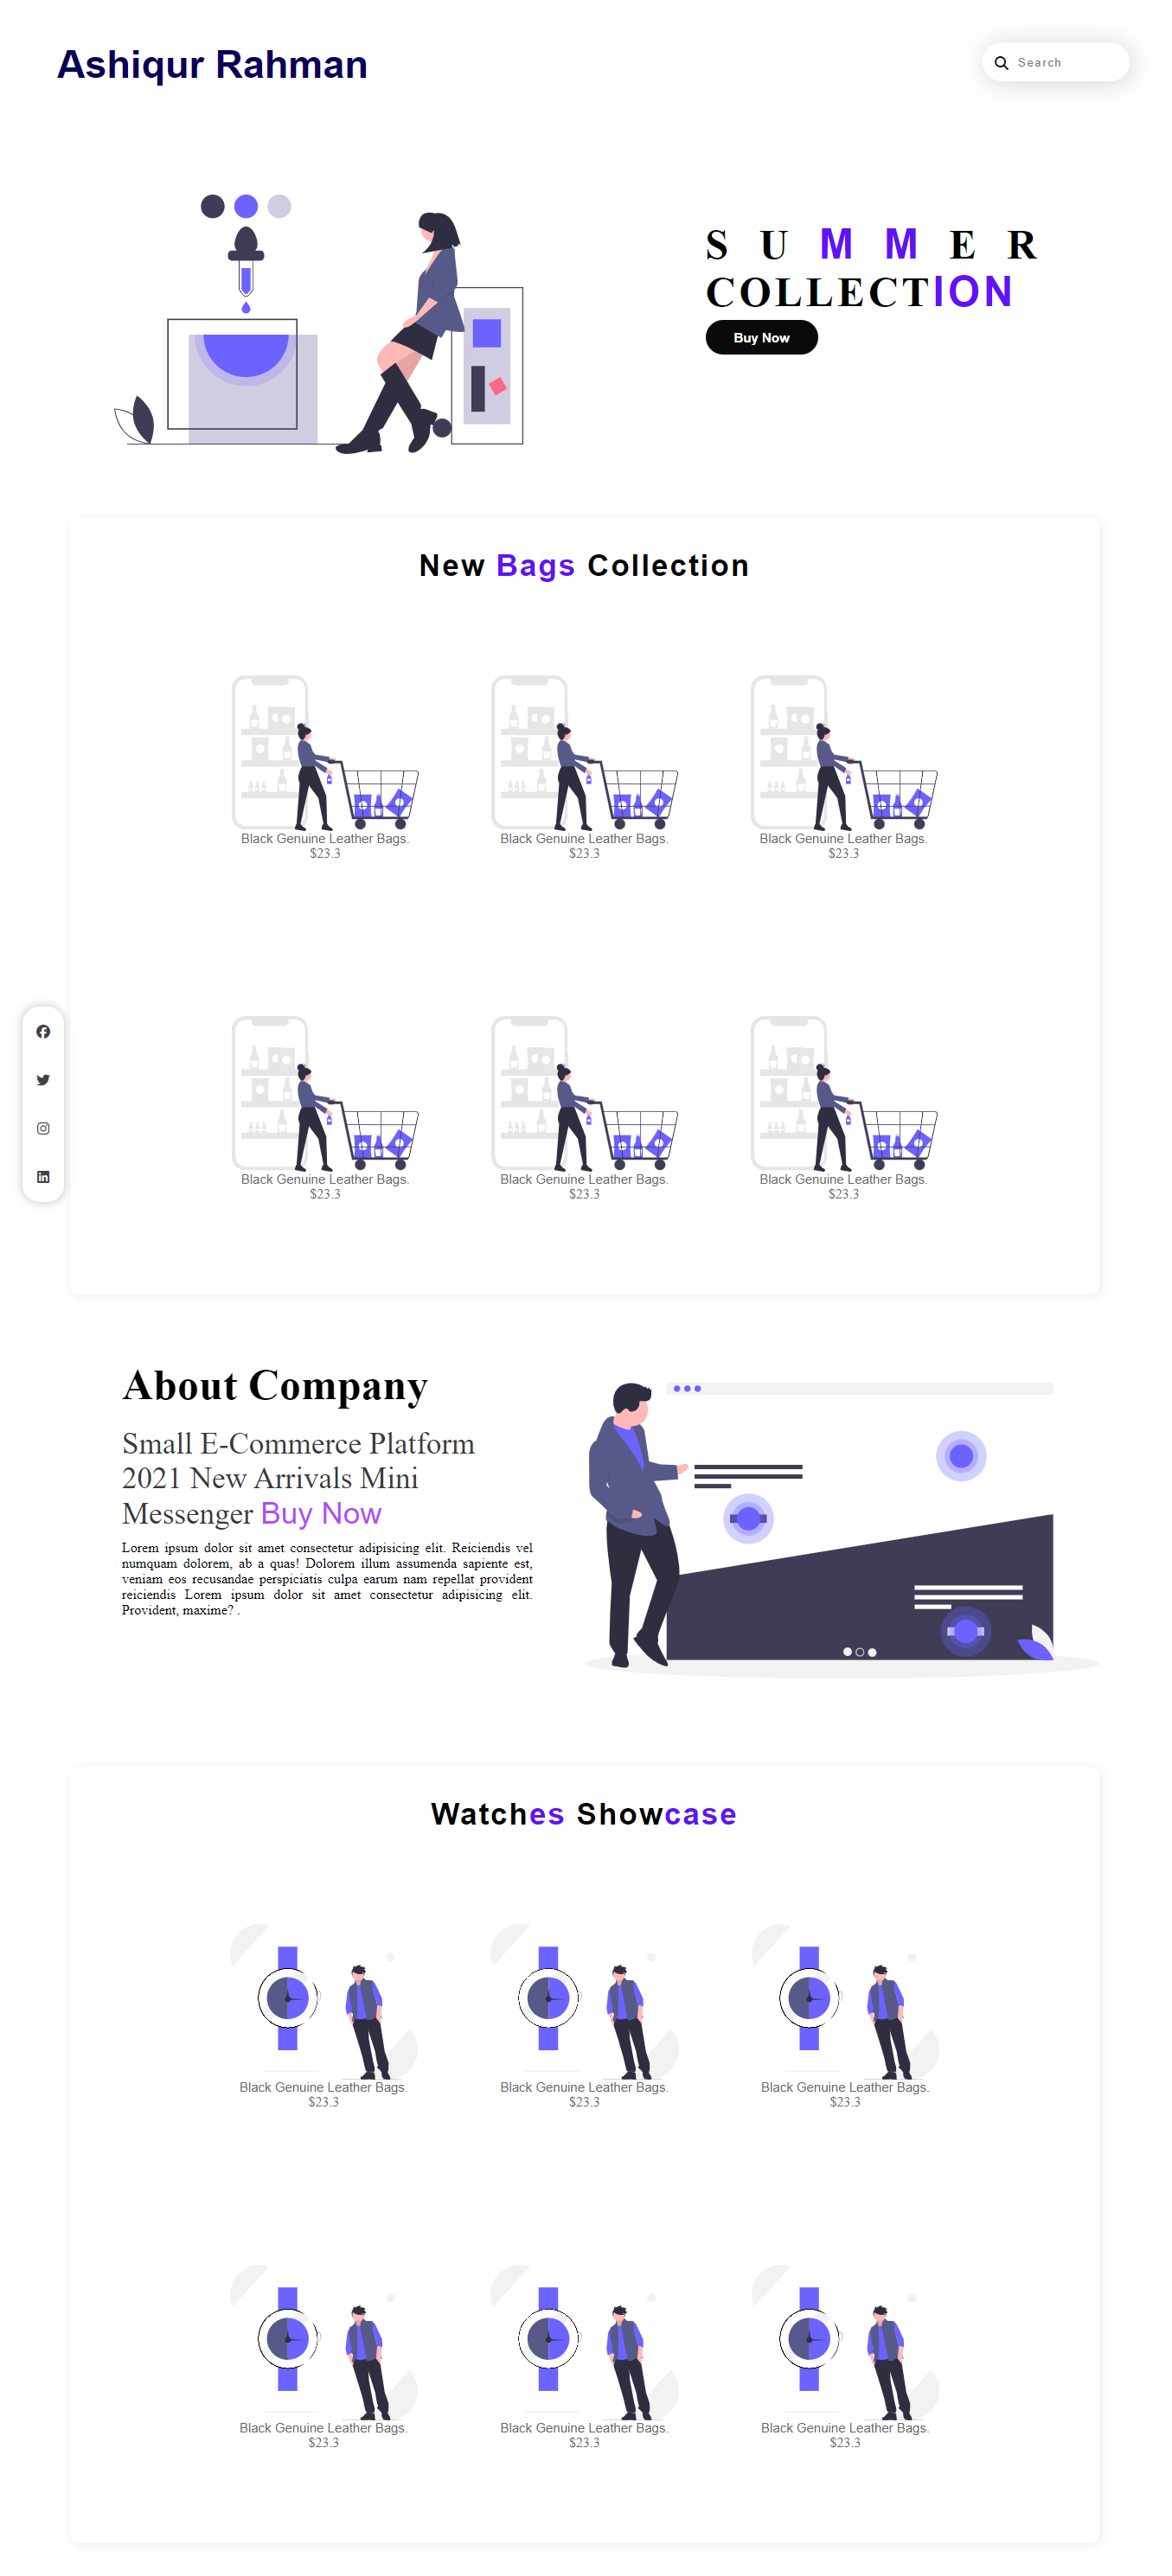 Ashiqur Rahman
Search
S U M M E R
COLLECTION
Buy Now
New Bags Collection
Black Genuine Leather Bags.
$23.3
Black Genuine Leather Bags.
$23.3
Black Genuine Leather Bags.
$23.3
Black Genuine Leather Bags.
$23.3
Black Genuine Leather Bags.
$23.3
Black Genuine Leather Bags.
$23.3
About Company
Small E-Commerce Platform
2021 New Arrivals Mini
Messenger Buy Now
Lorem ipsum dolor sit amet consectetur adipisicing elit. Reiciendis vel
numquam dolorem, ab a quas! Dolorem illum assumenda sapiente est,
veniam eos recusandae perspiciatis culpa earum nam repellat provident
reiciendis Lorem ipsum dolor sit amet consectetur adipisicing elit.
Provident, maxime? .
Watches Showcase
Black Genuine Leather Bags.
$23.3
Black Genuine Leather Bags.
$23.3
Black Genuine Leather Bags.
$23.3
Black Genuine Leather Bags.
$23.3
Black Genuine Leather Bags.
$23.3
Black Genuine Leather Bags.
$23.3